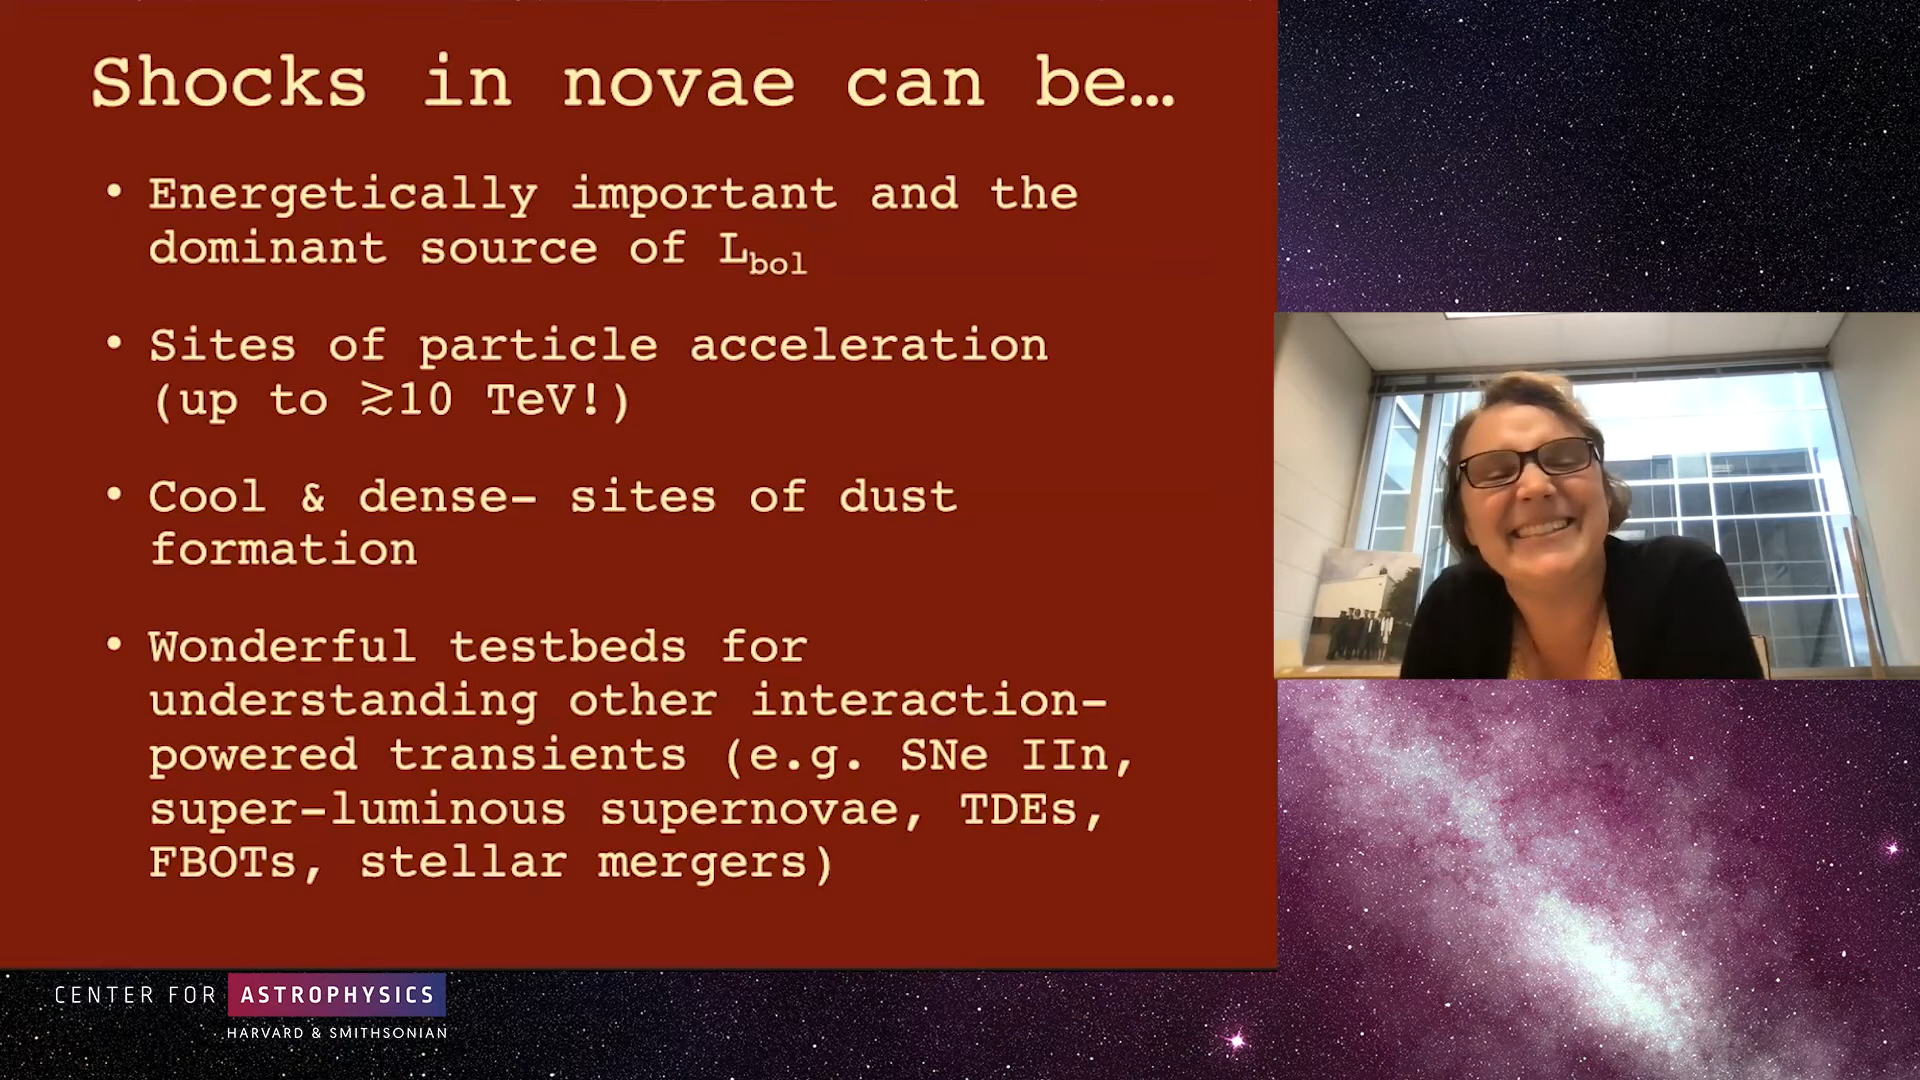 Shocks in novae can be…
• Energetically important and the
dominant source of Lbol
• Sites of particle acceleration
(up to ≳10 TeV!)
• Cool & dense– sites of dust
formation
• Wonderful testbeds for
understanding other interaction-
powered transients (e.g. SNe IIn,
super-luminous supernovae, TDEs,
FBOTs, stellar mergers)
CENTER FOR ASTROPHYSICS
HARVARD & SMITHSONIAN